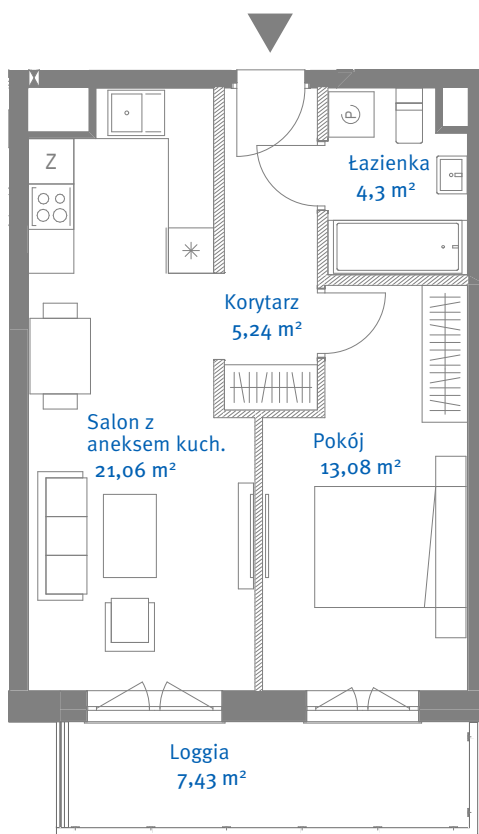 P
Łazienka
4,3 m²
Z
Korytarz
5,24 m²
Salon z
aneksem kuch.
21,06 m²
Pokój
13,08 m²
Loggia
7,43 m²